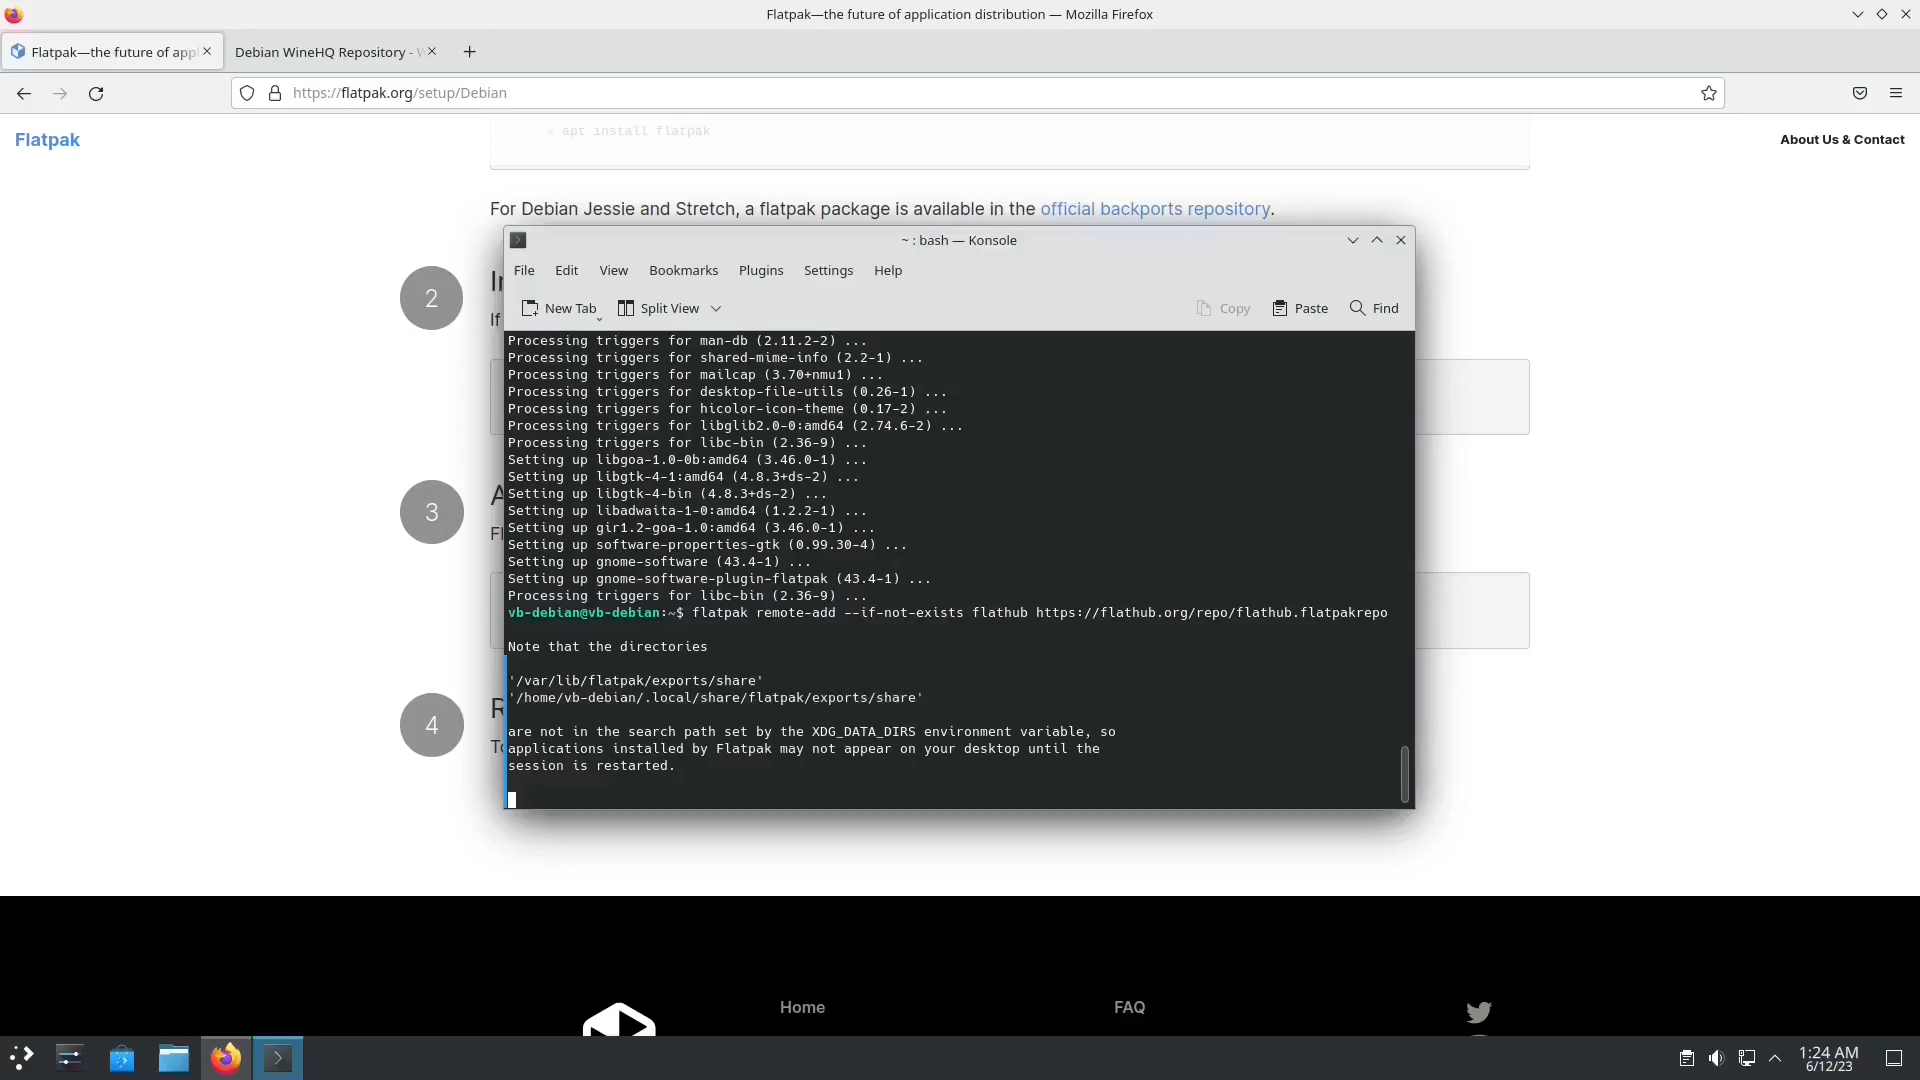 Flatpak—the future of application distribution — Mozilla Firefox
Flatpak—the future of appl
Debian WineHQ Repository - W
https://flatpak.org/setup/Debian
# apt install flatpak
Flatpak
About Us & Contact
For Debian Jessie and Stretch, a flatpak package is available in the official backports repository.
~ : bash — Konsole
File Edit View Bookmarks Plugins Settings Help
2
If
New Tab Split View Copy Paste Find
Processing triggers for man-db (2.11.2-2) ...
Processing triggers for shared-mime-info (2.2-1) ...
Processing triggers for mailcap (3.70+nmu1) ...
Processing triggers for desktop-file-utils (0.26-1) ...
Processing triggers for hicolor-icon-theme (0.17-2) ...
Processing triggers for libglib2.0-0:amd64 (2.74.6-2) ...
Processing triggers for libc-bin (2.36-9) ...
Setting up libgoa-1.0-0b:amd64 (3.46.0-1) ...
Setting up libgtk-4-1:amd64 (4.8.3+ds-2) ...
Setting up libgtk-4-bin (4.8.3+ds-2) ...
Setting up libadwaita-1-0:amd64 (1.2.2-1) ...
Setting up gir1.2-goa-1.0:amd64 (3.46.0-1) ...
Setting up software-properties-gtk (0.99.30-4) ...
Setting up gnome-software (43.4-1) ...
Setting up gnome-software-plugin-flatpak (43.4-1) ...
Processing triggers for libc-bin (2.36-9) ...
vb-debian@vb-debian:~$ flatpak remote-add --if-not-exists flathub https://flathub.org/repo/flathub.flatpakrepo
Note that the directories
'/var/lib/flatpak/exports/share'
'/home/vb-debian/.local/share/flatpak/exports/share'
are not in the search path set by the XDG_DATA_DIRS environment variable, so
applications installed by Flatpak may not appear on your desktop until the
session is restarted.
3
4
Home
FAQ
1:24 AM
6/12/23